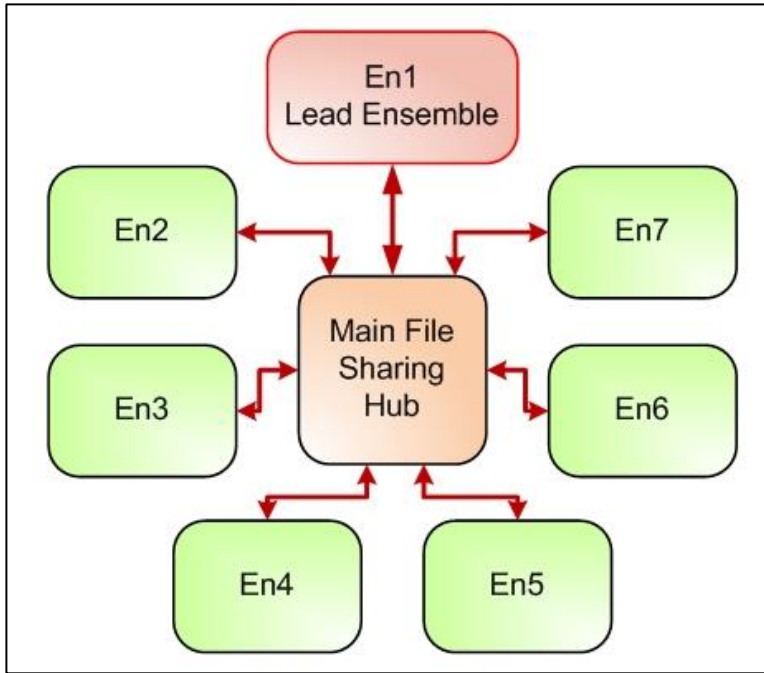 En1
Lead Ensemble
En2
En7
Main File
Sharing
Hub
En3
En6
En4
En5